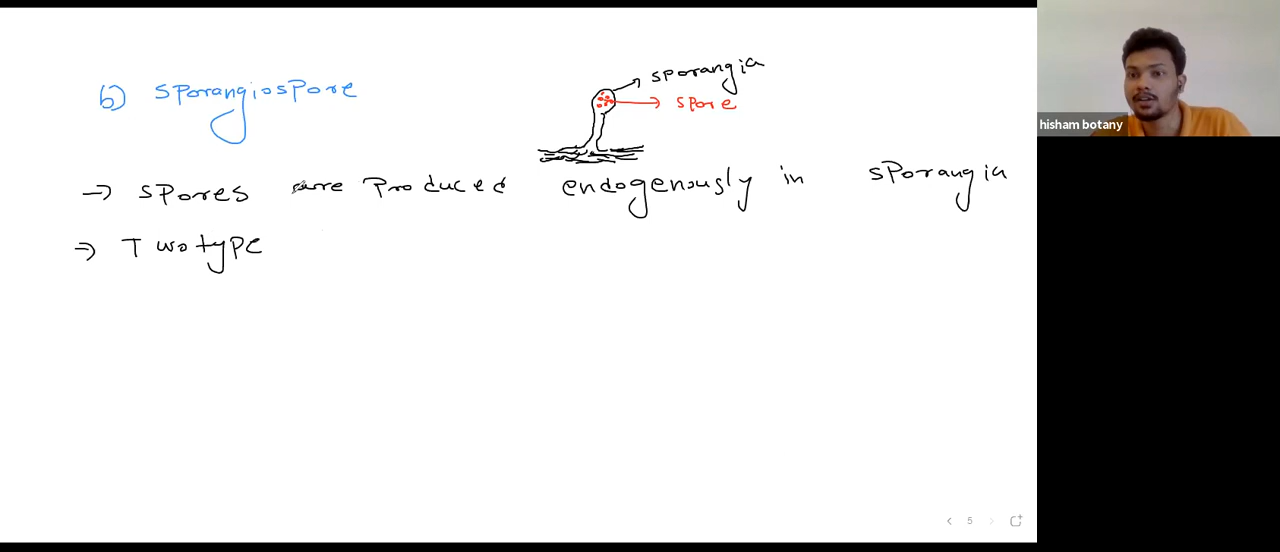 b) Sporangiospore
sporangia
spore
hisham botany
→ Spores are Produced endogenously in sporangia
→ Two type
5